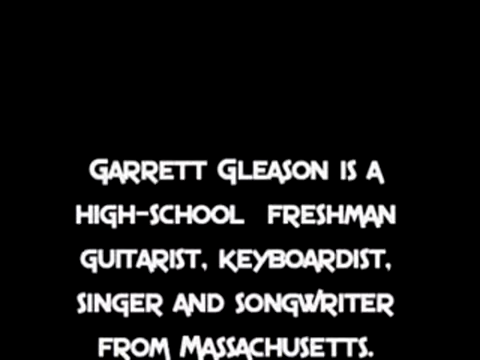 Garrett Gleason is a
high-school freshman
guitarist, keyboardist,
singer and songwriter
from Massachusetts.